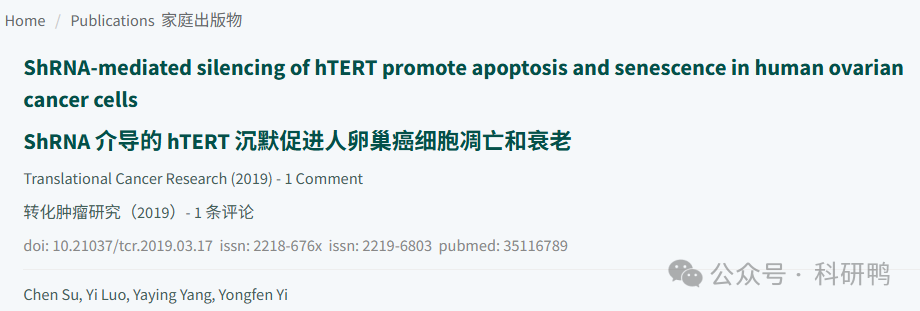 Home / Publications 家庭出版物
ShRNA-mediated silencing of hTERT promote apoptosis and senescence in human ovarian
cancer cells
ShRNA 介导的 hTERT 沉默促进人卵巢癌细胞凋亡和衰老
Translational Cancer Research (2019) - 1 Comment
转化肿瘤研究（2019）- 1 条评论
doi: 10.21037/tcr.2019.03.17 issn: 2218-676x issn: 2219-6803 pubmed: 35116789
公众号 · 科研鸭
Chen Su, Yi Luo, Yaying Yang, Yongfen Yi